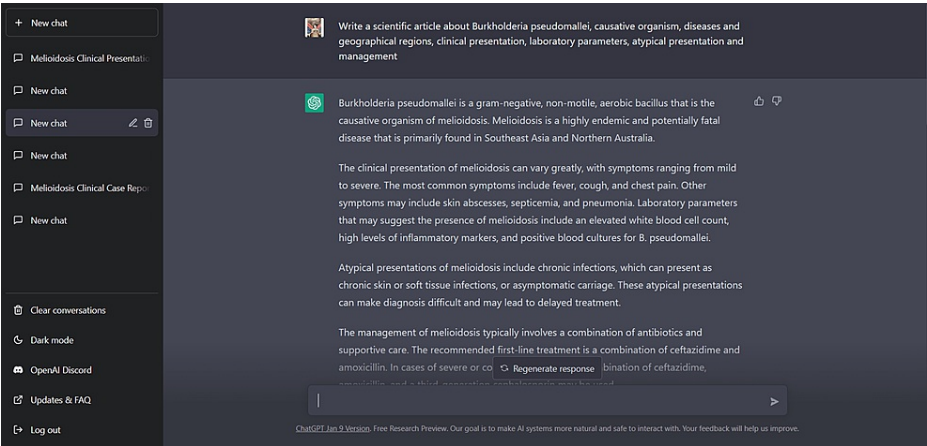 + New chat
Melioidosis Clinical Presentatio
New chat
New chat
New chat
Melioidosis Clinical Case Repo
New chat
Clear conversations
Dark mode
OpenAI Discord
Updates & FAQ
Log out
Write a scientific article about Burkholderia pseudomallei, causative organism, diseases and
geographical regions, clinical presentation, laboratory parameters, atypical presentation and
management
Burkholderia pseudomallei is a gram-negative, non-motile, aerobic bacillus that is the
causative organism of melioidosis. Melioidosis is a highly endemic and potentially fatal
disease that is primarily found in Southeast Asia and Northern Australia.
The clinical presentation of melioidosis can vary greatly, with symptoms ranging from mild
to severe. The most common symptoms include fever, cough, and chest pain. Other
symptoms may include skin abscesses, septicemia, and pneumonia. Laboratory parameters
that may suggest the presence of melioidosis include an elevated white blood cell count,
high levels of inflammatory markers, and positive blood cultures for B. pseudomallei.
Atypical presentations of melioidosis include chronic infections, which can present as
chronic skin or soft tissue infections, or asymptomatic carriage. These atypical presentations
can make diagnosis difficult and may lead to delayed treatment.
The management of melioidosis typically involves a combination of antibiotics and
supportive care. The recommended first-line treatment is a combination of ceftazidime and
amoxicillin. In cases of severe or co bination of ceftazidime,
Regenerate response
amoxicillin, and a third-generation cephalosporin may be used.
ChatGPT Jan 9 Version. Free Research Preview. Our goal is to make AI systems more natural and safe to interact with. Your feedback will help us improve.